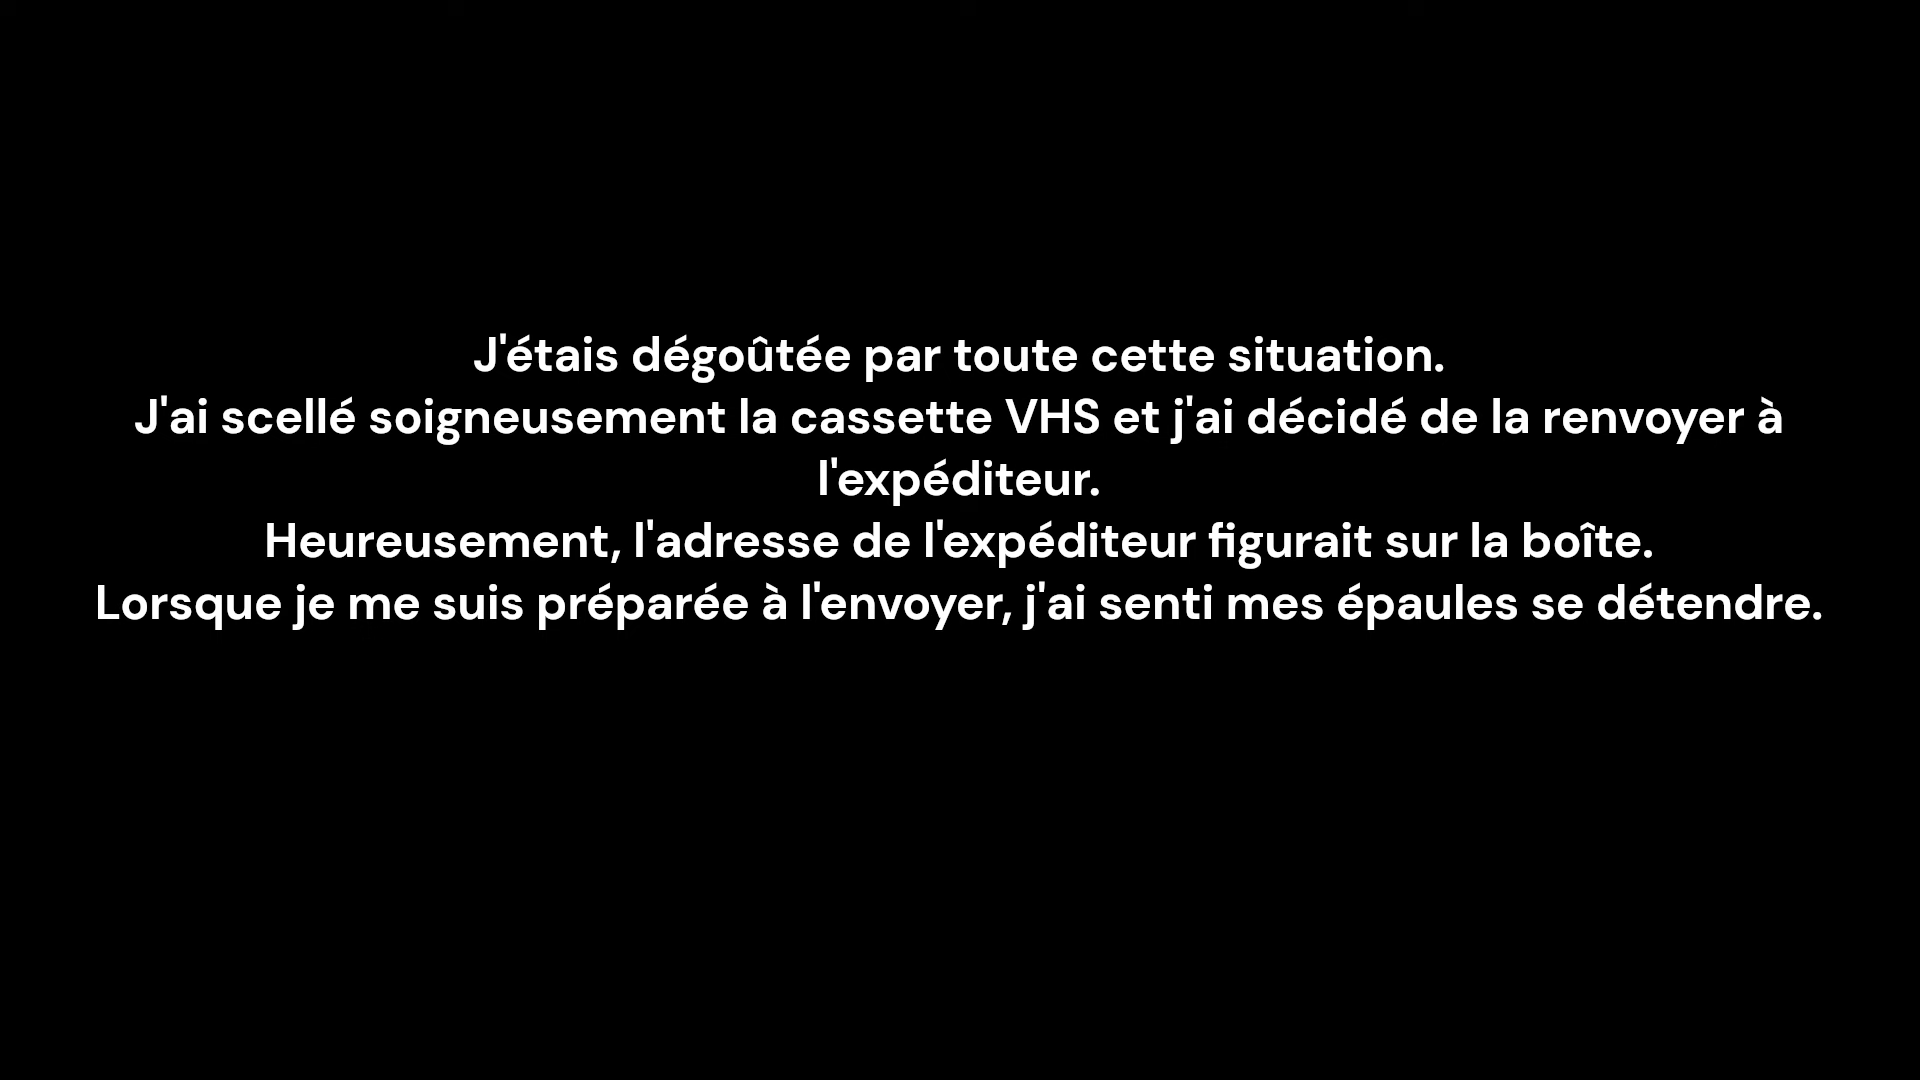 J'étais dégoûtée par toute cette situation.
J'ai scellé soigneusement la cassette VHS et j'ai décidé de la renvoyer à
l'expéditeur.
Heureusement, l'adresse de l'expéditeur figurait sur la boîte.
Lorsque je me suis préparée à l'envoyer, j'ai senti mes épaules se détendre.